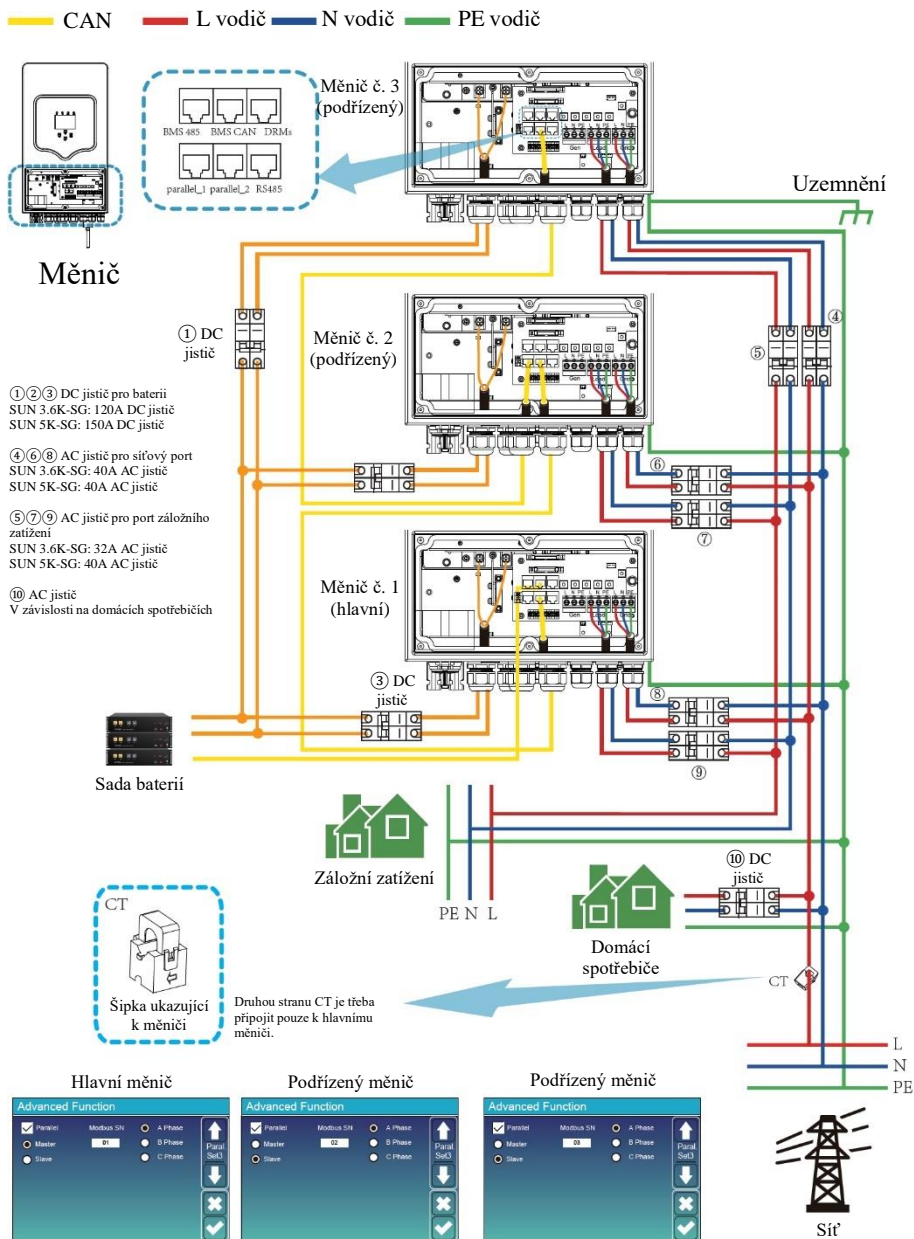 CAN
L vodič
N vodič
PE vodič
Měnič č. 3
(podřízený)
BMS 485
BMS CAN
DRMs
parallel_1
parallel_2
RS485
Uzemnění
Měnič
Gen
Load
Grid
L N PE L N L N PE
① DC
jistič
Měnič č. 2
(podřízený)
④
⑤
①②③ DC jistič pro baterii
SUN 3.6K-SG: 120A DC jistič
SUN 5K-SG: 150A DC jistič
④⑥⑧ AC jistič pro síťový port
SUN 3.6K-SG: 40A AC jistič
SUN 5K-SG: 40A AC jistič
⑤⑦⑨ AC jistič pro port záložního
zatížení
SUN 3.6K-SG: 32A AC jistič
SUN 5K-SG: 40A AC jistič
⑩ AC jistič
V závislosti na domácích spotřebičích
Gen
⑥
⑦
Měnič č. 1
(hlavní)
Gen
③ DC
jistič
⑧
⑨
Sada baterií
Záložní zatížení
PE N L
⑩ DC
jistič
Domácí
spotřebiče
CT
Šipka ukazující
k měniči
Druhou stranu CT je třeba
připojit pouze k hlavnímu
měniči.
CT
L
N
PE
Síť
Hlavní měnič
Advanced Function
Parallel
Modbus SN
A Phase
Master
01
B Phase
Slave
C Phase
Paral.
Set3
Podřízený měnič
Advanced Function
Parallel
Modbus SN
A Phase
Master
02
B Phase
Slave
C Phase
Paral.
Set3
Podřízený měnič
Advanced Function
Parallel
Modbus SN
A Phase
Master
03
B Phase
Slave
C Phase
Paral.
Set3